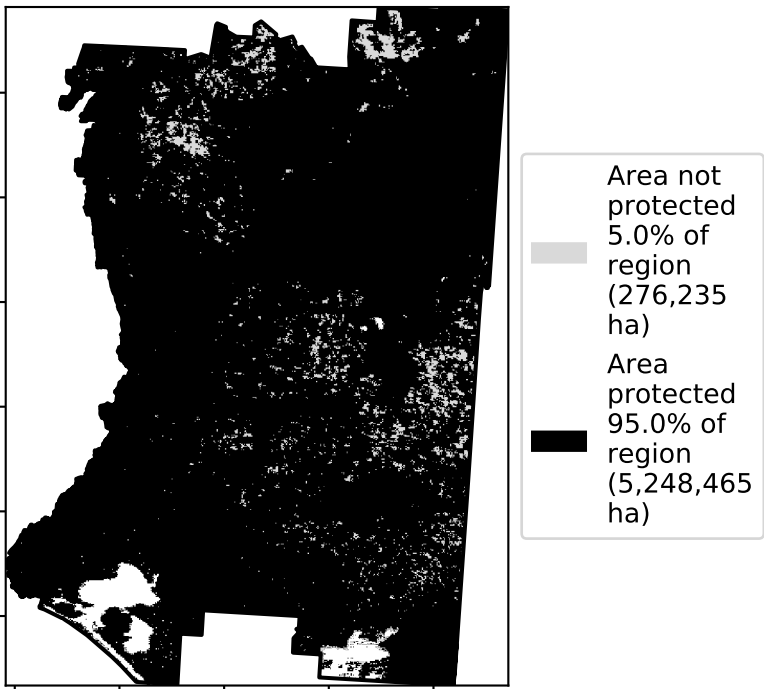 Area not
protected
5.0% of
region
(276,235
ha)
Area
protected
95.0% of
region
(5,248,465
ha)